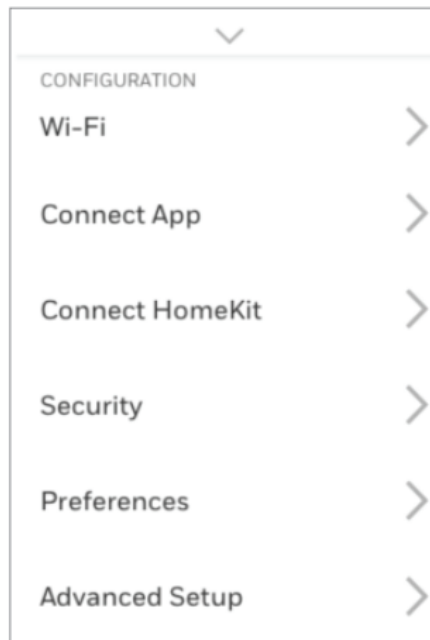 CONFIGURATION
Wi-Fi
Connect App
Connect HomeKit
Security
Preferences
Advanced Setup